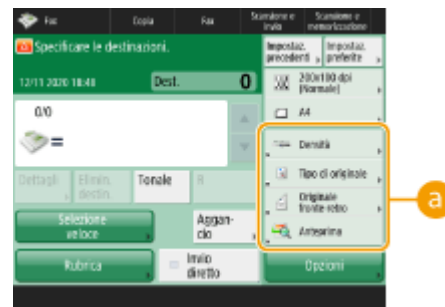 Fax
Copia
Fax
Scansione e
invio
Scansione e
memorizzazione
Specificare le destinazioni.
Impostaz.
precedenti
Impostaz.
preferite
12/11 2020 18:48
Dest.
0
200x100 dpi
(Normale)
0/0
A4
=
Densità
Dettagli
Elimin.
destin.
Tonale
R
Tipo di originale
Originale
fronte-retro
a
Selezione
veloce
Aggan-
cio
Anteprima
Rubrica
Invio
diretto
Opzioni